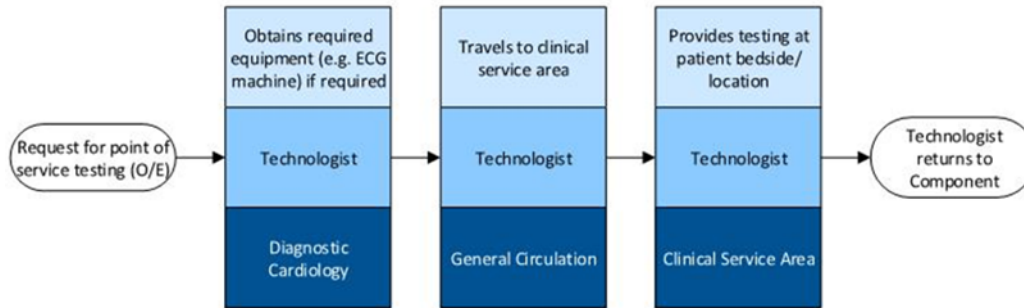 Request for point of
service testing (O/E)
Obtains required
equipment (e.g. ECG
machine) if required
Technologist
Diagnostic
Cardiology
Travels to clinical
service area
Technologist
General Circulation
Provides testing at
patient bedside/
location
Technologist
Clinical Service Area
Technologist
returns to
Component